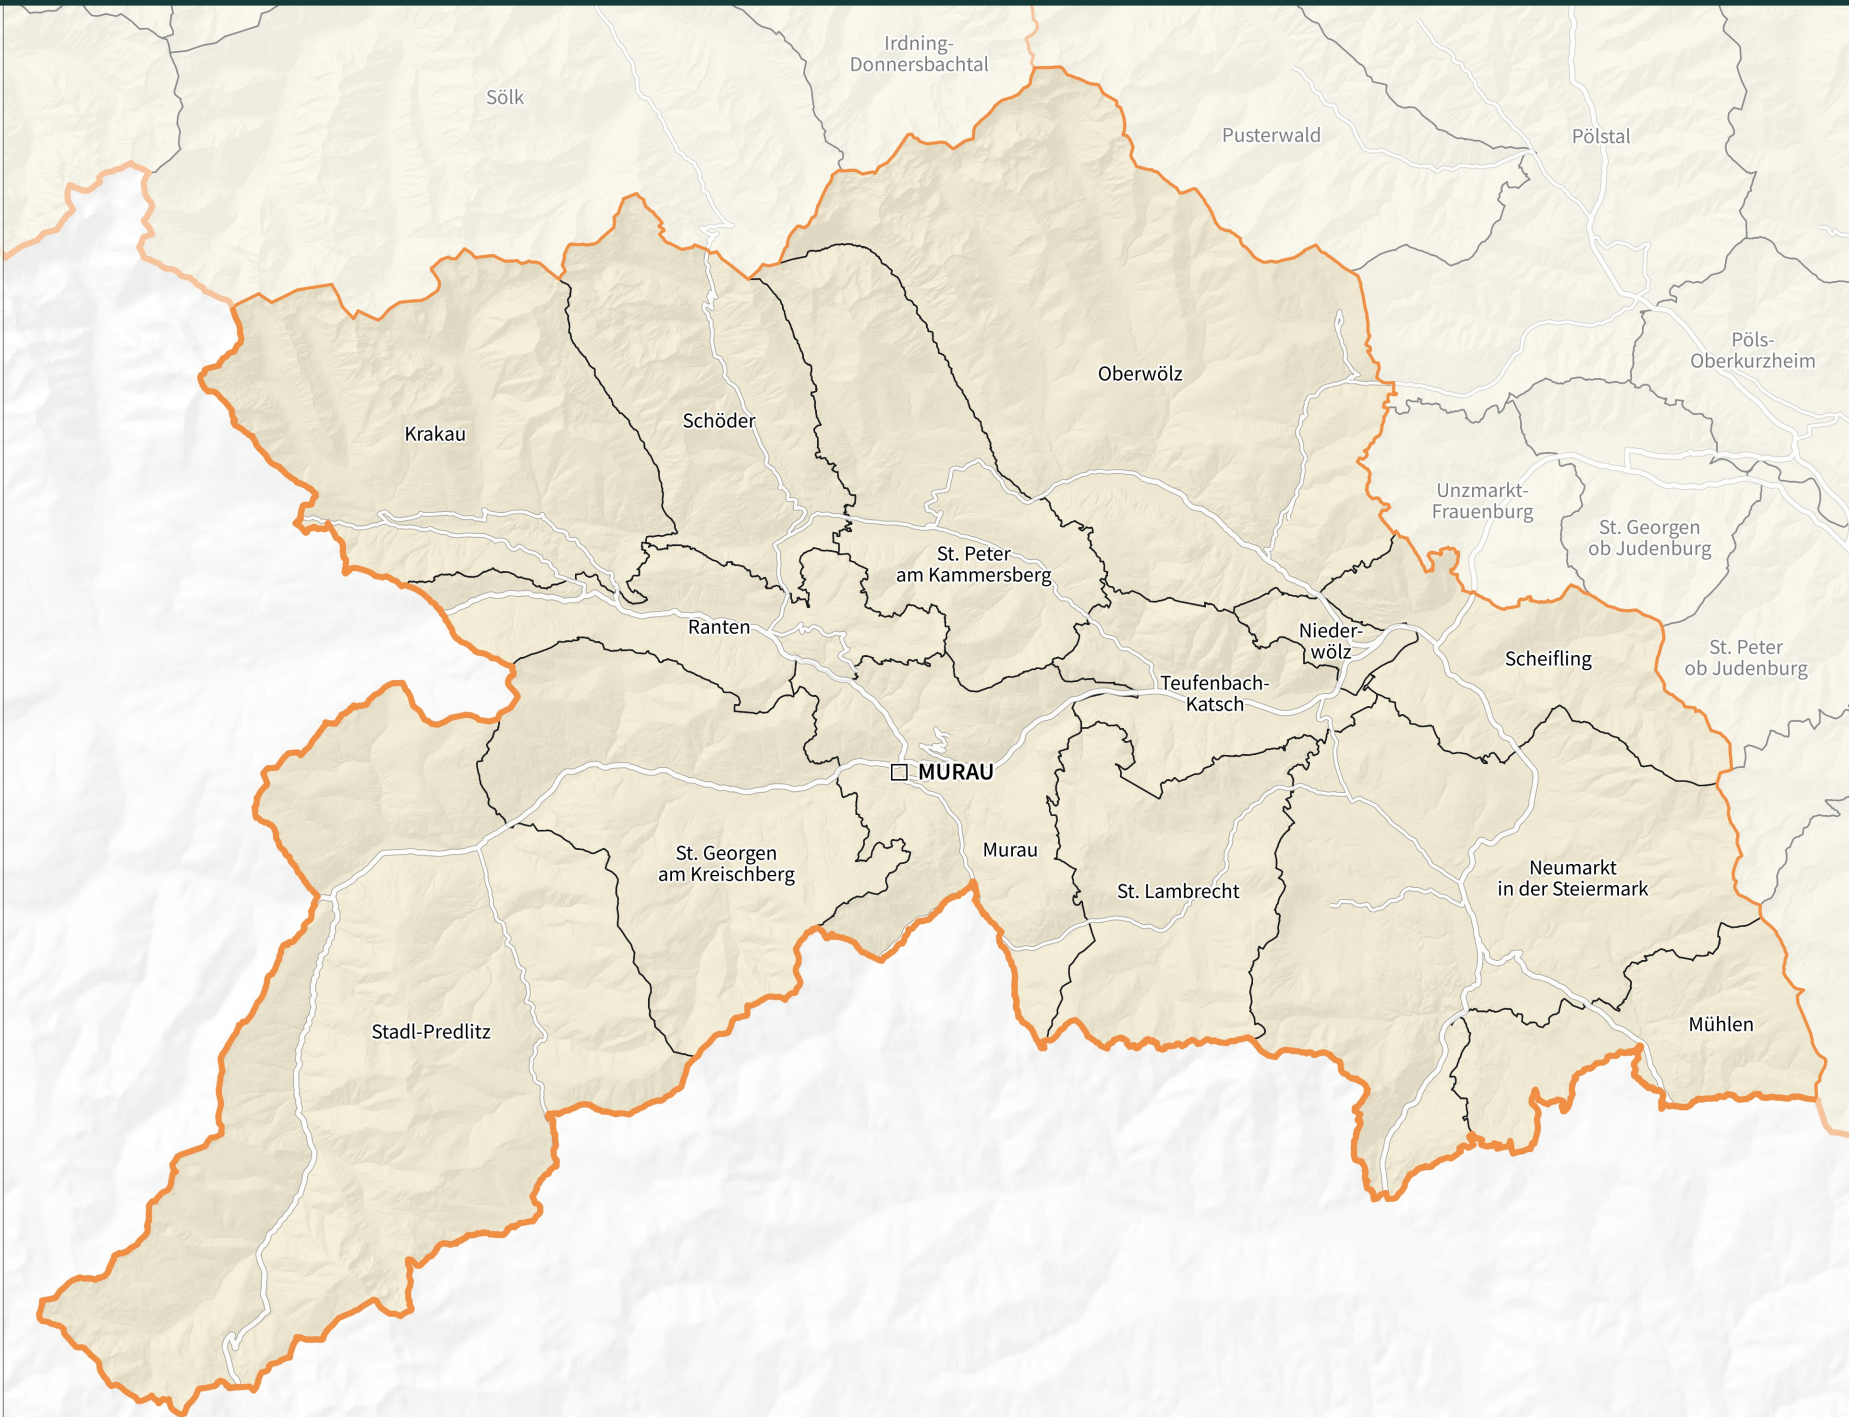 Irdning-
Donnersbachtal
Sölk
Pusterwald
Pölstal
Pöls-
Oberkurzheim
Oberwölz
Schöder
Krakau
Unzmarkt-
Frauenburg
St. Georgen
ob Judenburg
St. Peter
am Kammersberg
Ranten
Nieder-
wölz
Scheifling
St. Peter
ob Judenburg
Teufenbach-
Katsch
MURAU
Murau
St. Georgen
am Kreischberg
St. Lambrecht
Neumarkt
in der Steiermark
Stadl-Predlitz
Mühlen